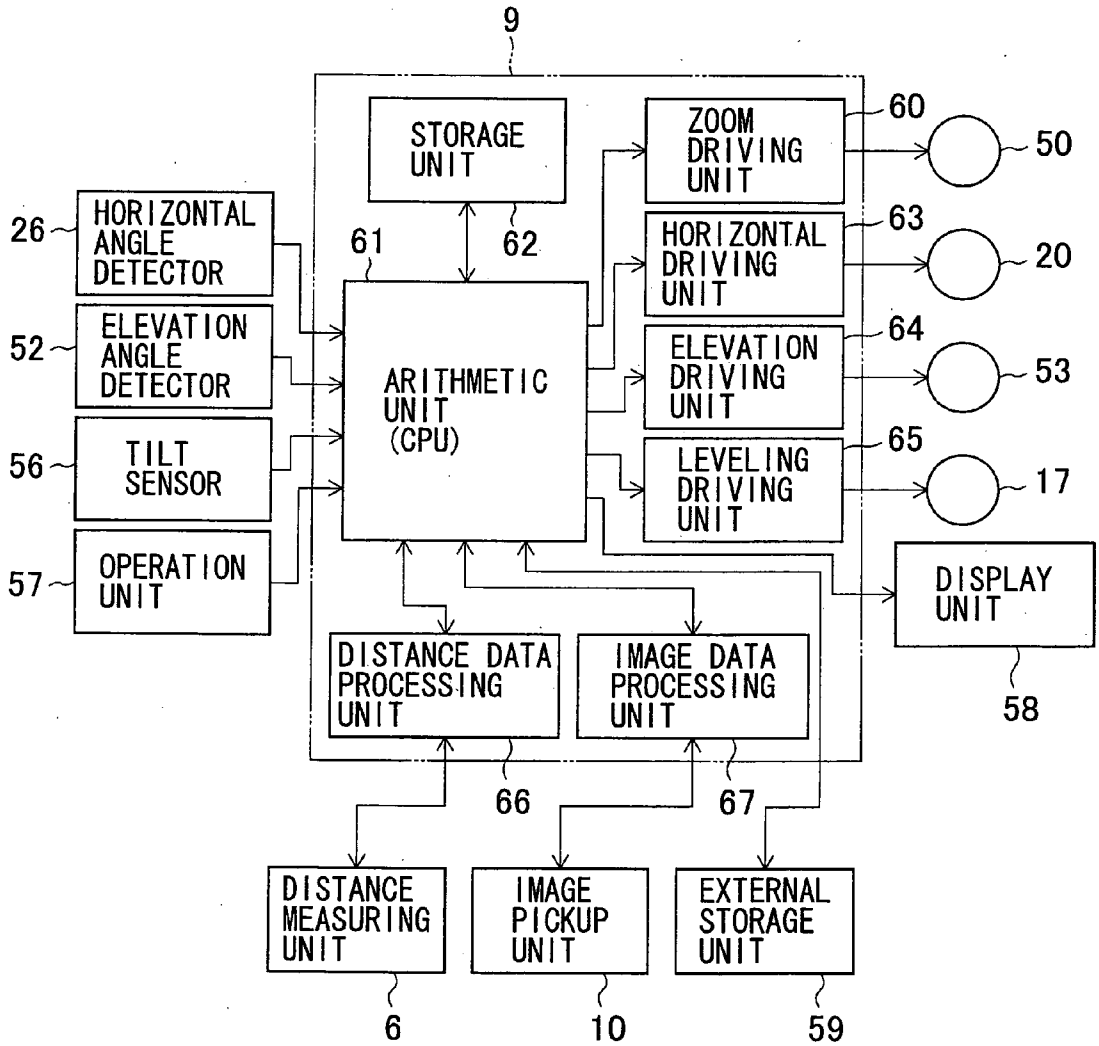 9
STORAGE
UNIT
62
61
ZOOM
DRIVING
UNIT
60
50
HORIZONTAL
DRIVING
UNIT
63
20
ELEVATION
DRIVING
UNIT
64
53
LEVELING
DRIVING
UNIT
65
17
26
HORIZONTAL
ANGLE
DETECTOR
52
ELEVATION
ANGLE
DETECTOR
56
TILT
SENSOR
57
OPERATION
UNIT
ARITHMETIC
UNIT
(CPU)
DISPLAY
UNIT
58
DISTANCE DATA
PROCESSING
UNIT
66
IMAGE DATA
PROCESSING
UNIT
67
DISTANCE
MEASURING
UNIT
6
IMAGE
PICKUP
UNIT
10
EXTERNAL
STORAGE
UNIT
59